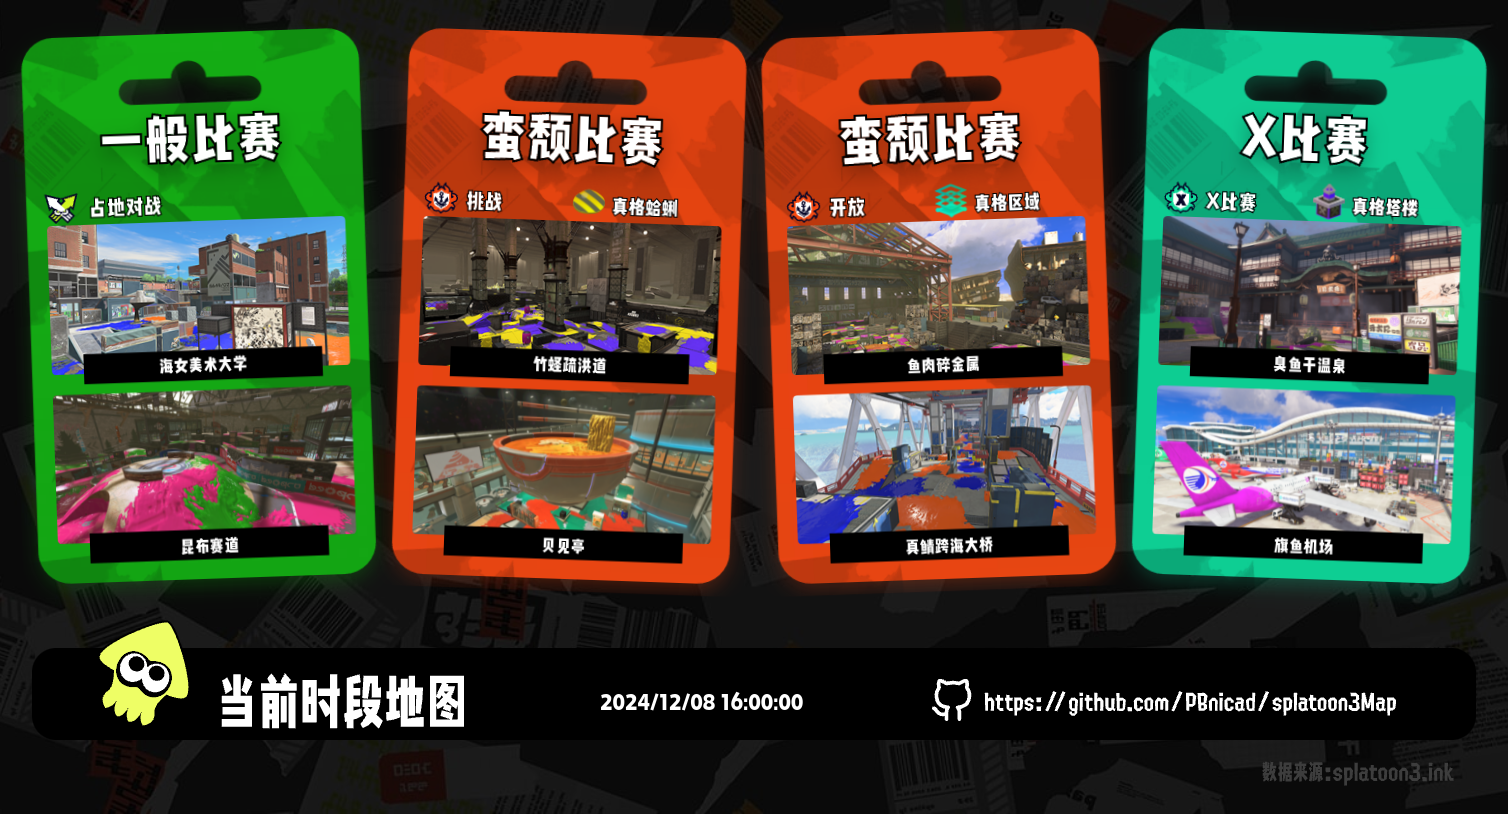 一般比赛
占地对战
海女美术大学
昆布赛道
蛮颓比赛
挑战
真格蛤蜊
竹蛏疏洪道
贝见亭
蛮颓比赛
开放
真格区域
鱼肉碎金属
真鲭跨海大桥
X比赛
X比赛
真格塔楼
臭鱼干温泉
旗鱼机场
当前时段地图
2024/12/08 16:00:00
https://github.com/PBnicad/splatoon3Map
数据来源:splatoon3.ink